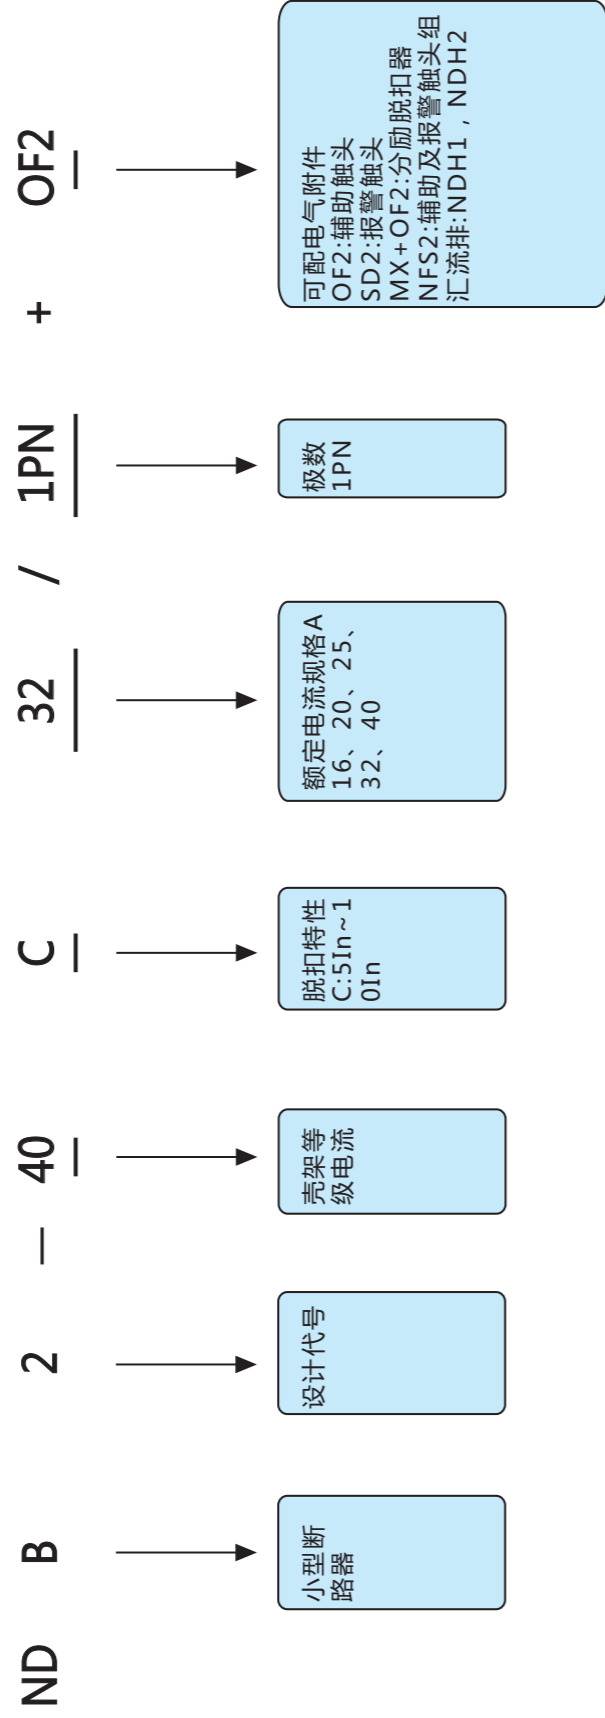 ND B 2 — 40 C 32 / 1PN + OF2
小型断
路器
设计代号
壳架等
级电流
脱扣特性
C:5In~1
0In
额定电流规格A
16、20、25、
32、40
极数
1PN
可配电气附件
OF2:辅助触头
SD2:报警触头
MX+OF2:分励脱扣器
NFS2:辅助及报警触头组
汇流排:NDH1，NDH2